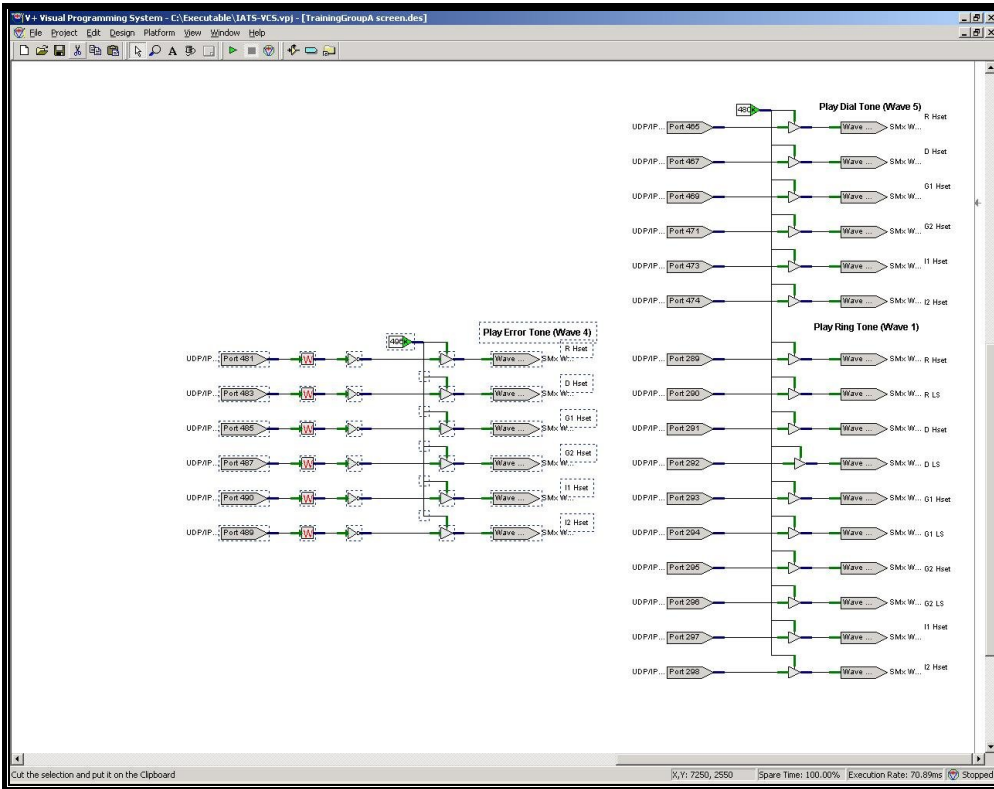 V+ Visual Programming System - C:\Executable\IATS-VCS.vpj - [TrainingGroupA screen.des]
File Project Edit Design Platform View Window Help
480
Play Dial Tone (Wave 5)
UDP/IP... Port 465 Wave ... SMx W... R Hset
UDP/IP... Port 467 Wave ... SMx W... D Hset
UDP/IP... Port 469 Wave ... SMx W... G1 Hset
UDP/IP... Port 471 Wave ... SMx W... G2 Hset
UDP/IP... Port 473 Wave ... SMx W... I1 Hset
UDP/IP... Port 474 Wave ... SMx W... I2 Hset
Play Error Tone (Wave 4)
UDP/IP... Port 481 W Wave ... SMx W... R Hset
UDP/IP... Port 483 W Wave ... SMx W... D Hset
UDP/IP... Port 485 W Wave ... SMx W... G1 Hset
UDP/IP... Port 487 W Wave ... SMx W... G2 Hset
UDP/IP... Port 490 W Wave ... SMx W... I1 Hset
UDP/IP... Port 489 W Wave ... SMx W... I2 Hset
Play Ring Tone (Wave 1)
UDP/IP... Port 289 Wave ... SMx W... R Hset
UDP/IP... Port 290 Wave ... SMx W... R LS
UDP/IP... Port 291 Wave ... SMx W... D Hset
UDP/IP... Port 292 Wave ... SMx W... D LS
UDP/IP... Port 293 Wave ... SMx W... G1 Hset
UDP/IP... Port 294 Wave ... SMx W... G1 LS
UDP/IP... Port 295 Wave ... SMx W... G2 Hset
UDP/IP... Port 296 Wave ... SMx W... G2 LS
UDP/IP... Port 297 Wave ... SMx W... I1 Hset
UDP/IP... Port 298 Wave ... SMx W... I2 Hset
Cut the selection and put it on the Clipboard
X,Y: 7250, 2550 Spare Time: 100.00% Execution Rate: 70.89ms Stopped